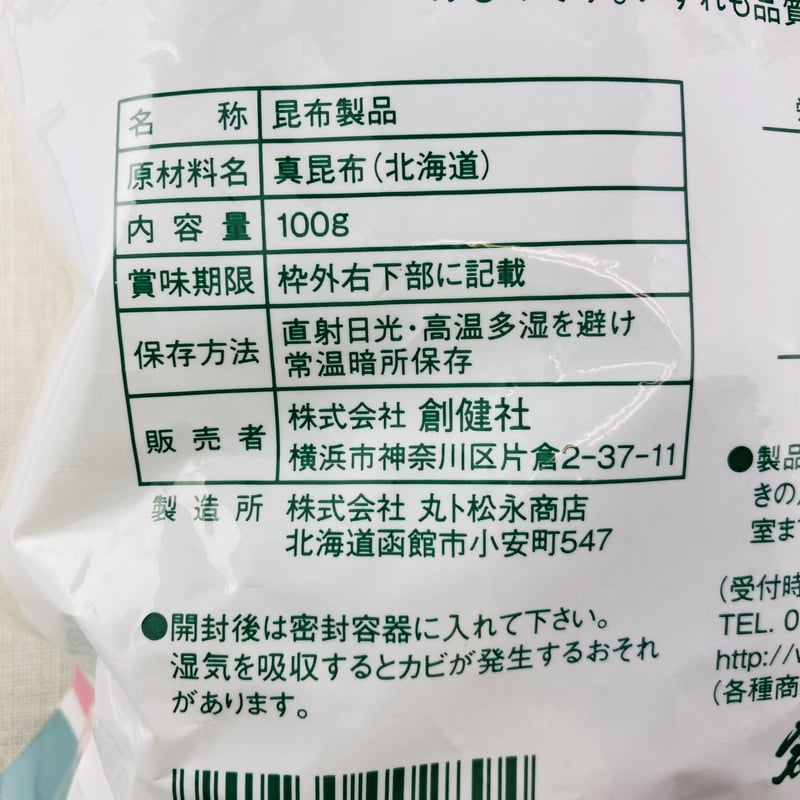 も品質
名称 昆布製品
原材料名 真昆布(北海道)
内容量 100g
賞味期限 枠外右下部に記載
保存方法 直射日光・高温多湿を避け
常温暗所保存
販売者 株式会社 創健社
横浜市神奈川区片倉2-37-11
製造所 株式会社 丸ト松永商店
北海道函館市小安町547
●開封後は密封容器に入れて下さい。
湿気を吸収するとカビが発生するおそれ
があります。
●製品
きの
室ま
(受付時
TEL. 0
http://w
(各種商